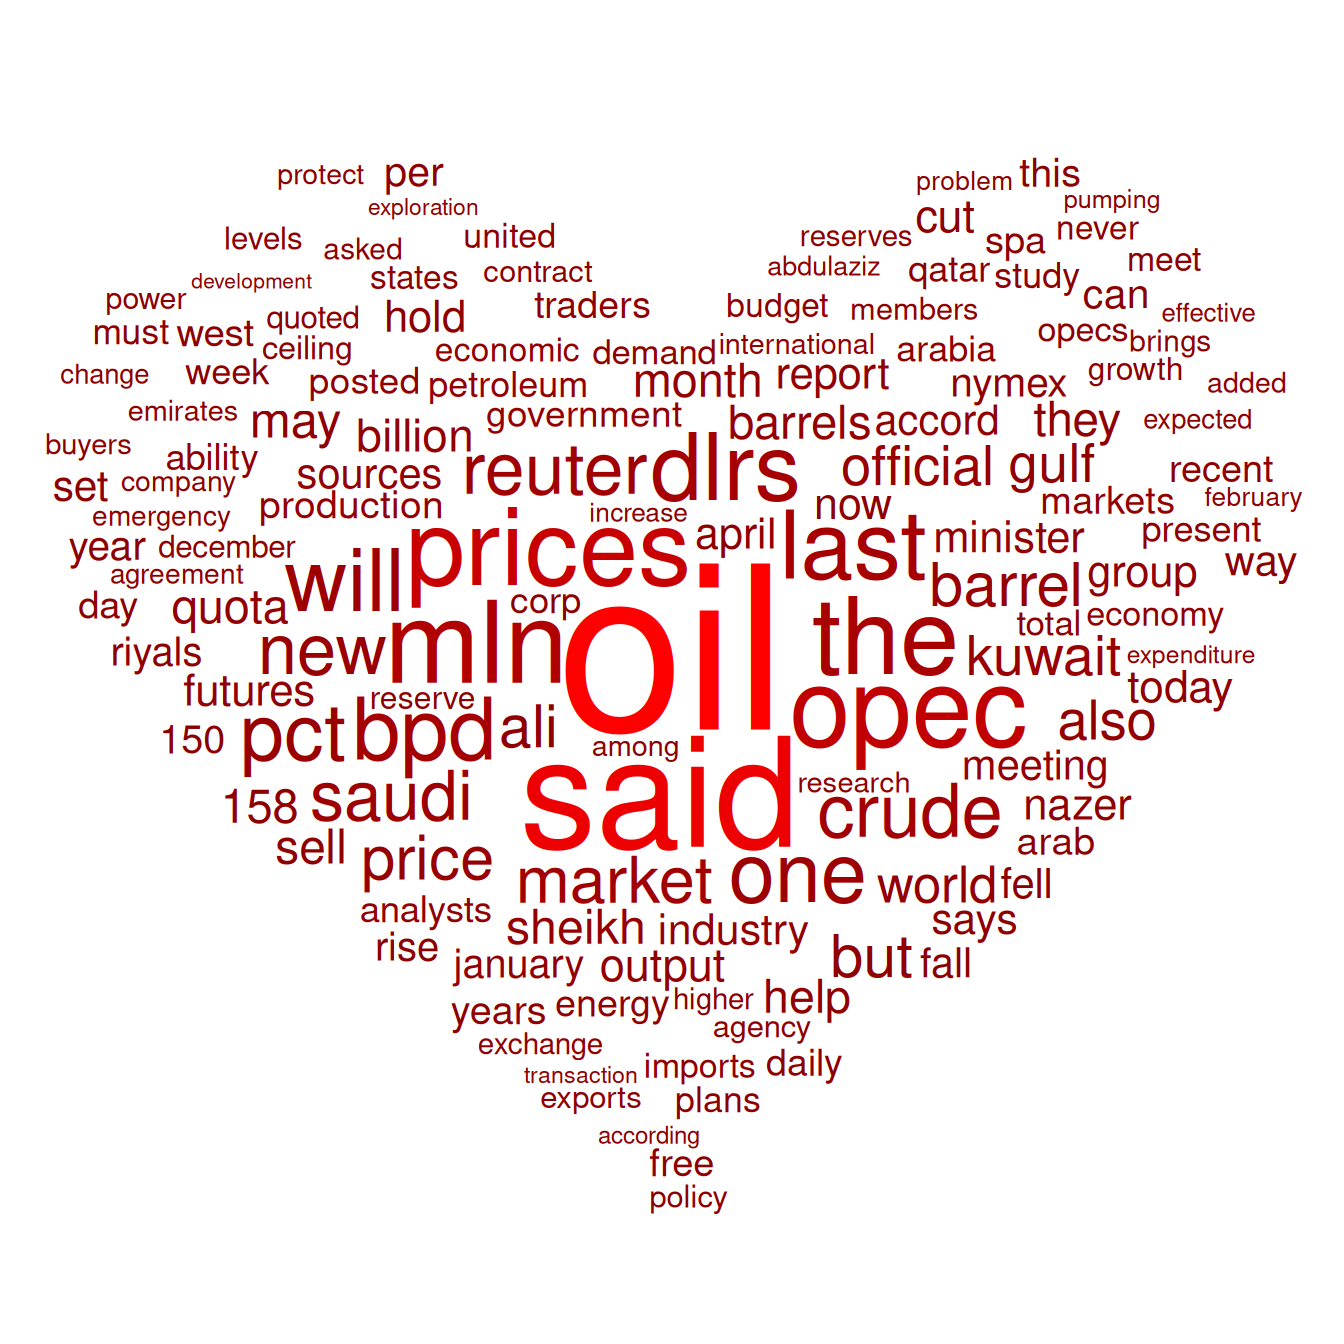 protect per problem this
exploration pumping
levels asked united reserves cut spa never
development states contract abdulaziz qatar study meet
power quoted hold traders budget members can effective
must west ceiling economic demand international arabia opecs brings
change week posted petroleum month report nymex growth added
emirates may billion government barrels accord they expected
buyers ability sources reuter dlrs official gulf recent
set company production increase now markets february
emergency year december prices april last minister present
agreement will corp barrel group way
day quota mln oil the total economy
riyals new kuwait expenditure
futures reserve opec today
150 pct bpd ali among also
158 saudi said research meeting nazer
sell price crude arab
market one world fell
analysts sheikh industry says
rise january output but fall
years energy higher help
exchange agency
transaction imports daily
exports plans
according
free
policy